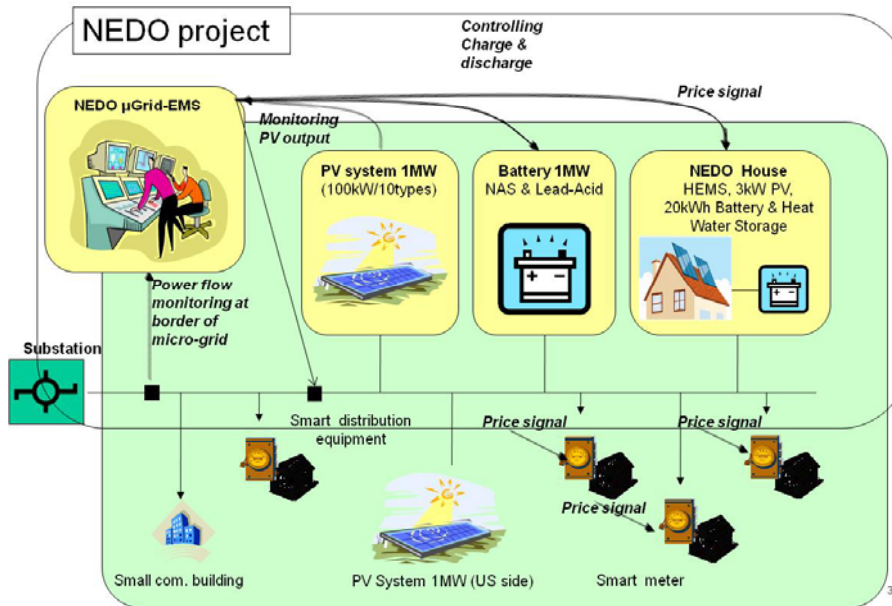 NEDO project
Controlling
Charge &
discharge
NEDO µGrid-EMS
Price signal
Monitoring
PV output
PV system 1MW
(100kW/10types)
Battery 1MW
NAS & Lead-Acid
NEDO House
HEMS, 3kW PV,
20kWh Battery & Heat
Water Storage
Power flow
monitoring at
border of
micro-grid
Substation
Smart distribution
equipment
Price signal
Price signal
Price signal
Small com. building
PV System 1MW (US side)
Smart meter
3